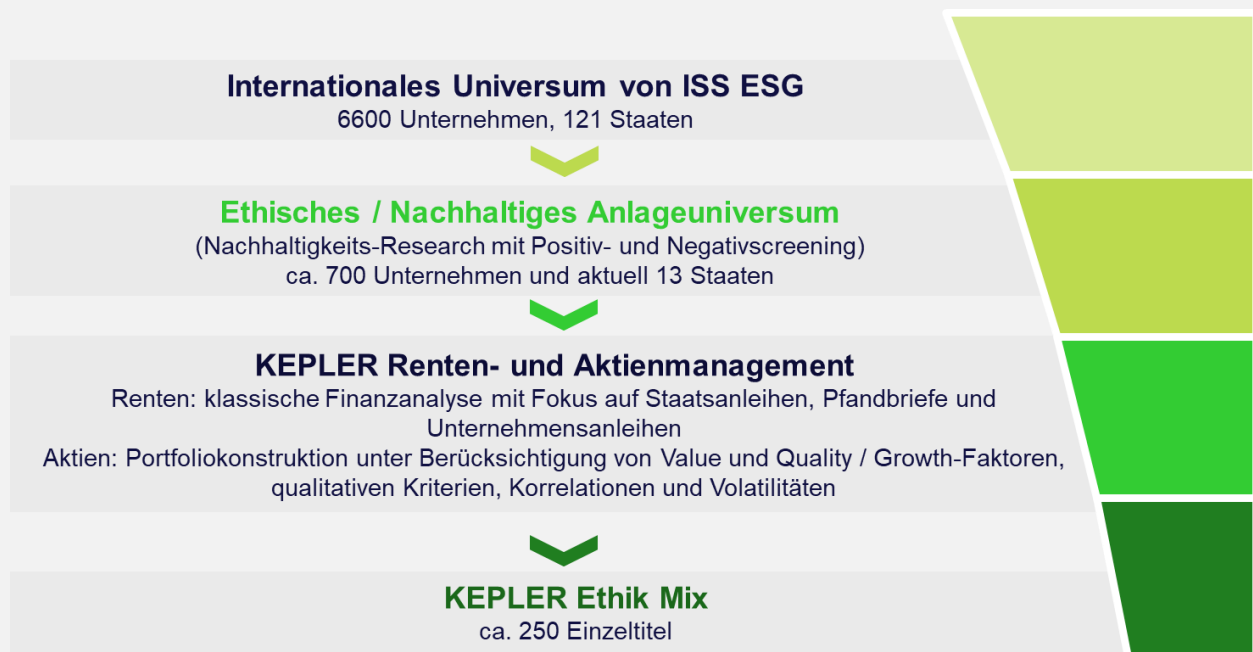 Internationales Universum von ISS ESG
6600 Unternehmen, 121 Staaten
Ethisches / Nachhaltiges Anlageuniversum
(Nachhaltigkeits-Research mit Positiv- und Negativscreening)
ca. 700 Unternehmen und aktuell 13 Staaten
KEPLER Renten- und Aktienmanagement
Renten: klassische Finanzanalyse mit Fokus auf Staatsanleihen, Pfandbriefe und
Unternehmensanleihen
Aktien: Portfoliokonstruktion unter Berücksichtigung von Value und Quality / Growth-Faktoren,
qualitativen Kriterien, Korrelationen und Volatilitäten
KEPLER Ethik Mix
ca. 250 Einzeltitel